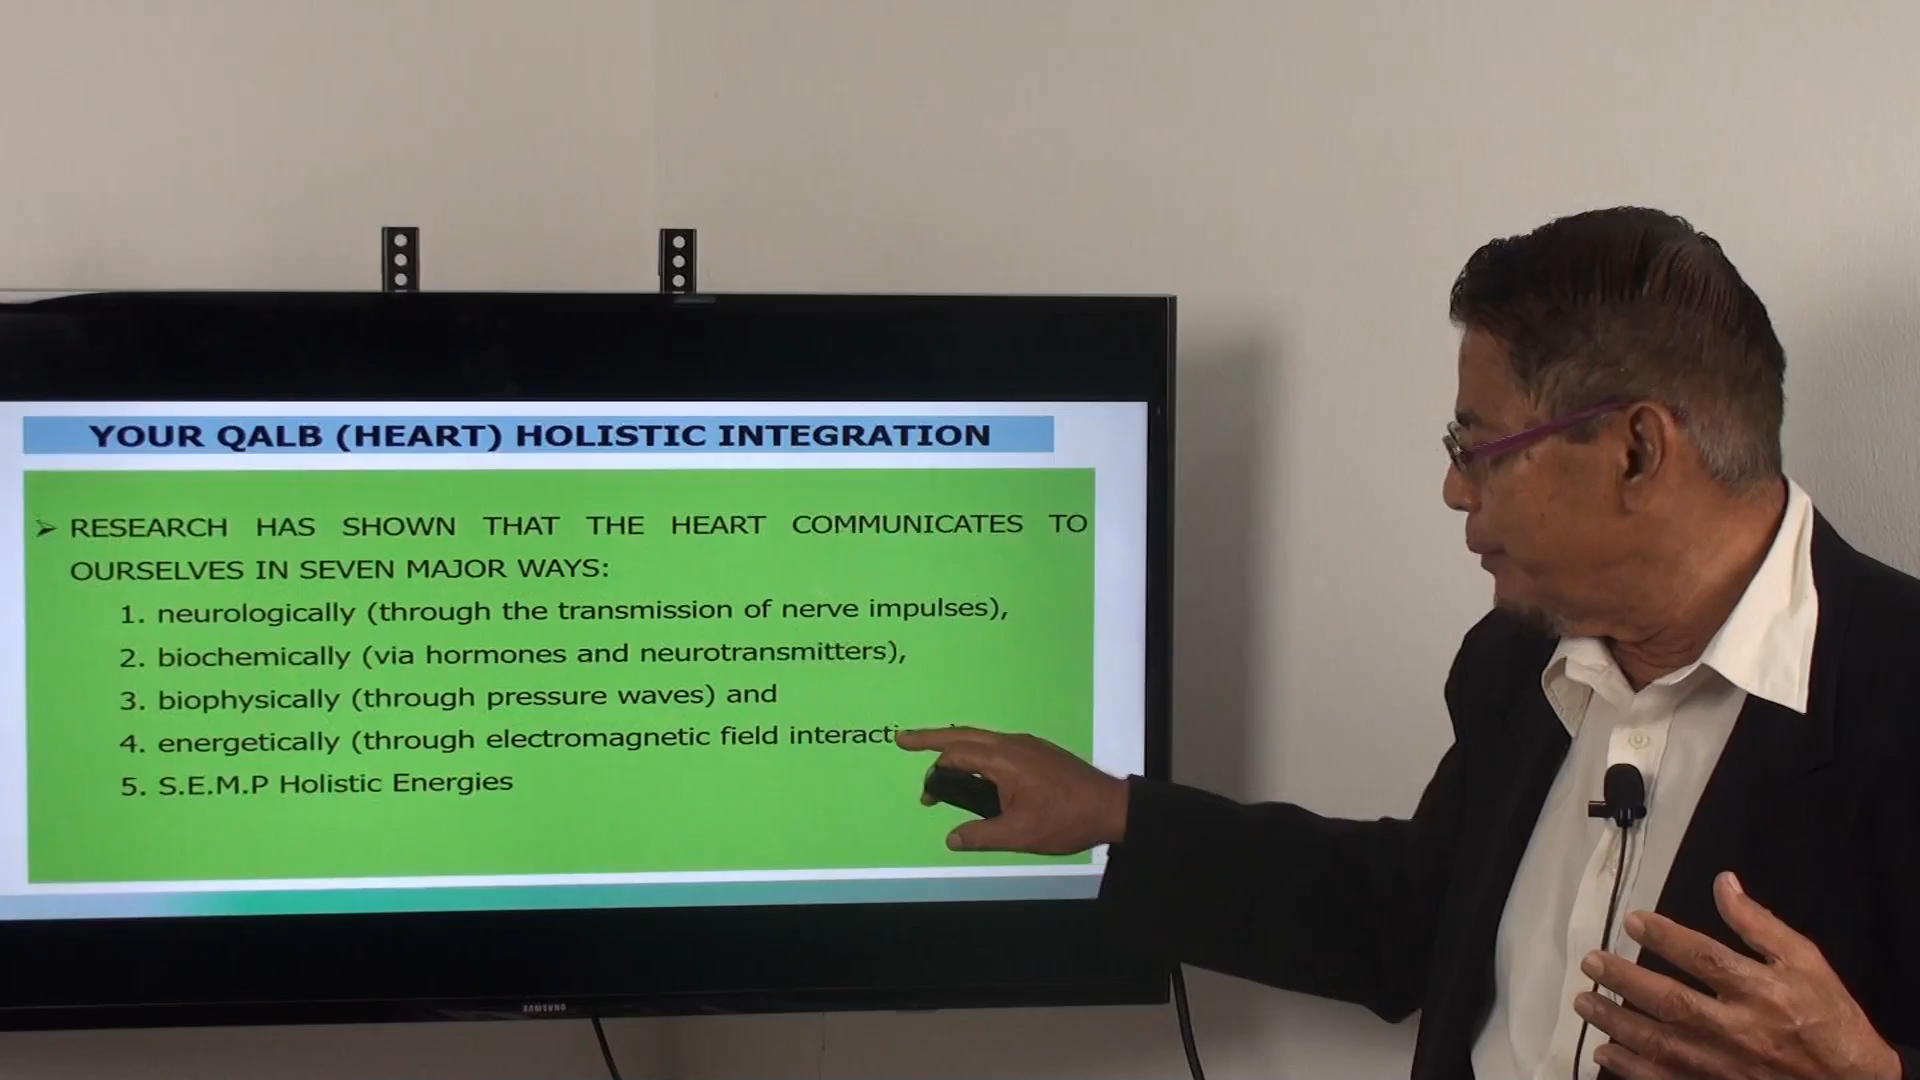 YOUR QALB (HEART) HOLISTIC INTEGRATION
➢ RESEARCH HAS SHOWN THAT THE HEART COMMUNICATES TO
OURSELVES IN SEVEN MAJOR WAYS:
1. neurologically (through the transmission of nerve impulses),
2. biochemically (via hormones and neurotransmitters),
3. biophysically (through pressure waves) and
4. energetically (through electromagnetic field
5. S.E.M.P Holistic Energies
SAMSUNG